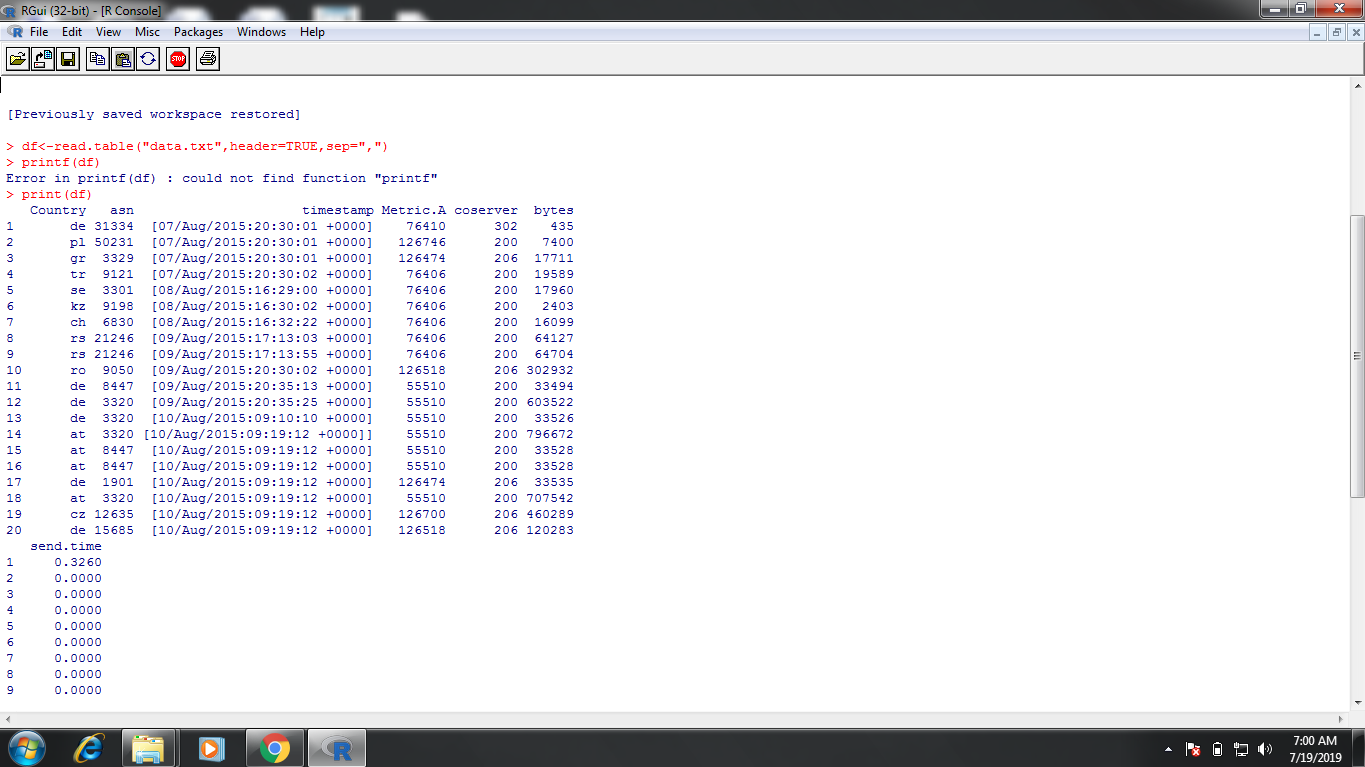 RGui (32-bit) - [R Console]
File Edit View Misc Packages Windows Help
STOP
[Previously saved workspace restored]
> df<-read.table("data.txt",header=TRUE,sep=",")
> printf(df)
Error in printf(df) : could not find function "printf"
> print(df)
Country asn timestamp Metric.A coserver bytes
1 de 31334 [07/Aug/2015:20:30:01 +0000] 76410 302 435
2 pl 50231 [07/Aug/2015:20:30:01 +0000] 126746 200 7400
3 gr 3329 [07/Aug/2015:20:30:01 +0000] 126474 206 17711
4 tr 9121 [07/Aug/2015:20:30:02 +0000] 76406 200 19589
5 se 3301 [08/Aug/2015:16:29:00 +0000] 76406 200 17960
6 kz 9198 [08/Aug/2015:16:30:02 +0000] 76406 200 2403
7 ch 6830 [08/Aug/2015:16:32:22 +0000] 76406 200 16099
8 rs 21246 [09/Aug/2015:17:13:03 +0000] 76406 200 64127
9 rs 21246 [09/Aug/2015:17:13:55 +0000] 76406 200 64704
10 ro 9050 [09/Aug/2015:20:30:02 +0000] 126518 206 302932
11 de 8447 [09/Aug/2015:20:35:13 +0000] 55510 200 33494
12 de 3320 [09/Aug/2015:20:35:25 +0000] 55510 200 603522
13 de 3320 [10/Aug/2015:09:10:10 +0000] 55510 200 33526
14 at 3320 [10/Aug/2015:09:19:12 +0000]] 55510 200 796672
15 at 8447 [10/Aug/2015:09:19:12 +0000] 55510 200 33528
16 at 8447 [10/Aug/2015:09:19:12 +0000] 55510 200 33528
17 de 1901 [10/Aug/2015:09:19:12 +0000] 126474 206 33535
18 at 3320 [10/Aug/2015:09:19:12 +0000] 55510 200 707542
19 cz 12635 [10/Aug/2015:09:19:12 +0000] 126700 206 460289
20 de 15685 [10/Aug/2015:09:19:12 +0000] 126518 206 120283
send.time
1 0.3260
2 0.0000
3 0.0000
4 0.0000
5 0.0000
6 0.0000
7 0.0000
8 0.0000
9 0.0000
7:00 AM
7/19/2019